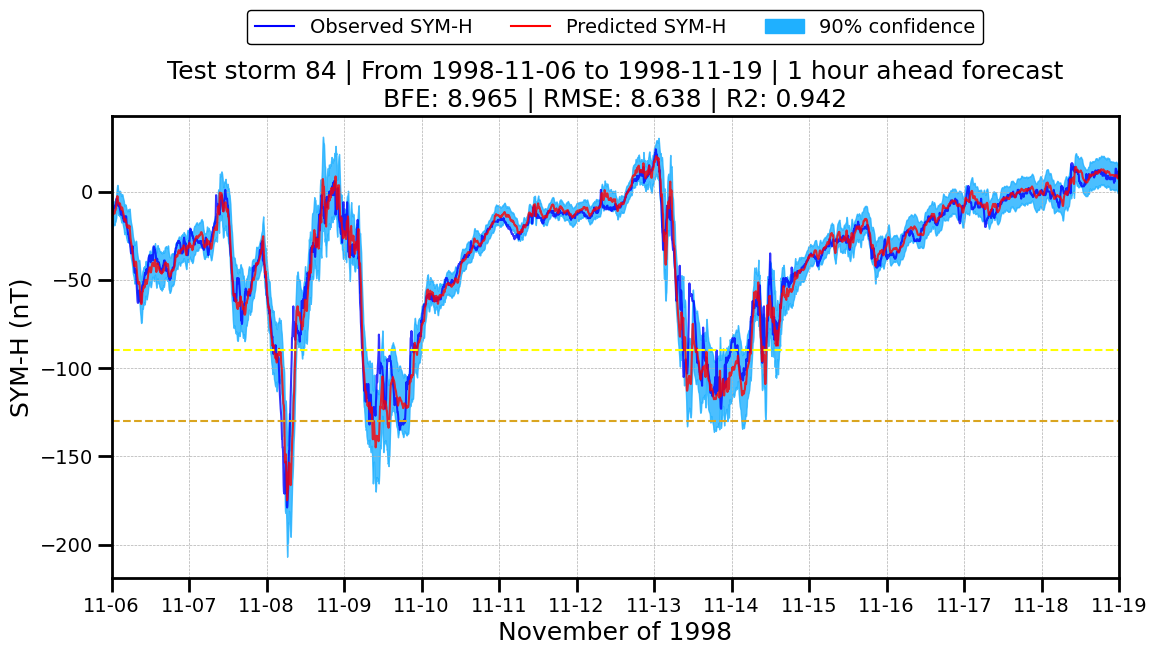 Observed SYM-H Predicted SYM-H 90% confidence
Test storm 84 | From 1998-11-06 to 1998-11-19 | 1 hour ahead forecast
BFE: 8.965 | RMSE: 8.638 | R2: 0.942
SYM-H (nT)
0
−50
−100
−150
−200
11-06 11-07 11-08 11-09 11-10 11-11 11-12 11-13 11-14 11-15 11-16 11-17 11-18 11-19
November of 1998